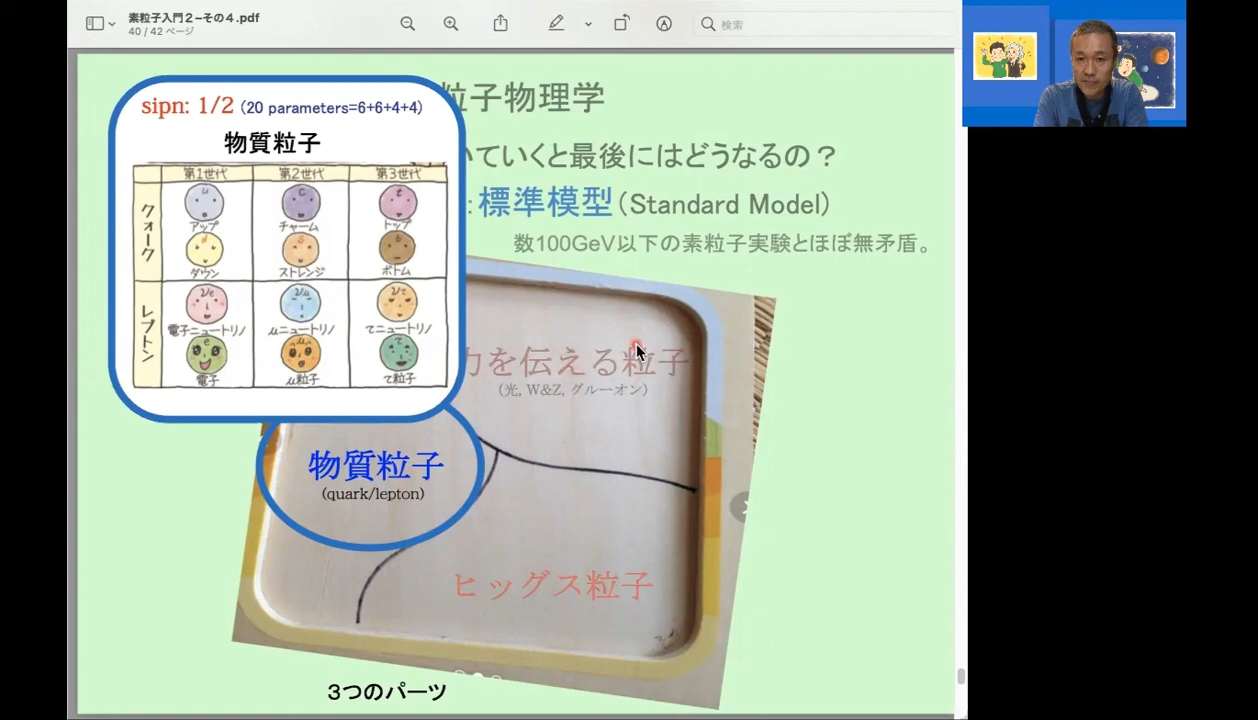 素粒子入門2-その4.pdf
40 / 42 ページ
検索
粒子物理学
sipn: 1/2 (20 parameters=6+6+4+4)
物質粒子
いていくと最後にはどうなるの？
: 標準模型(Standard Model)
数100GeV以下の素粒子実験とほぼ無矛盾。
第1世代 第2世代 第3世代
クォーク
u c t
アップ チャーム トップ
ダウン ストレンジ ボトム
レプトン
νe νμ ντ
電子ニュートリノ μニュートリノ τニュートリノ
e μ τ
電子 μ粒子 τ粒子
力を伝える粒子
(光, W&Z, グルーオン)
物質粒子
(quark/lepton)
ヒッグス粒子
3つのパーツ